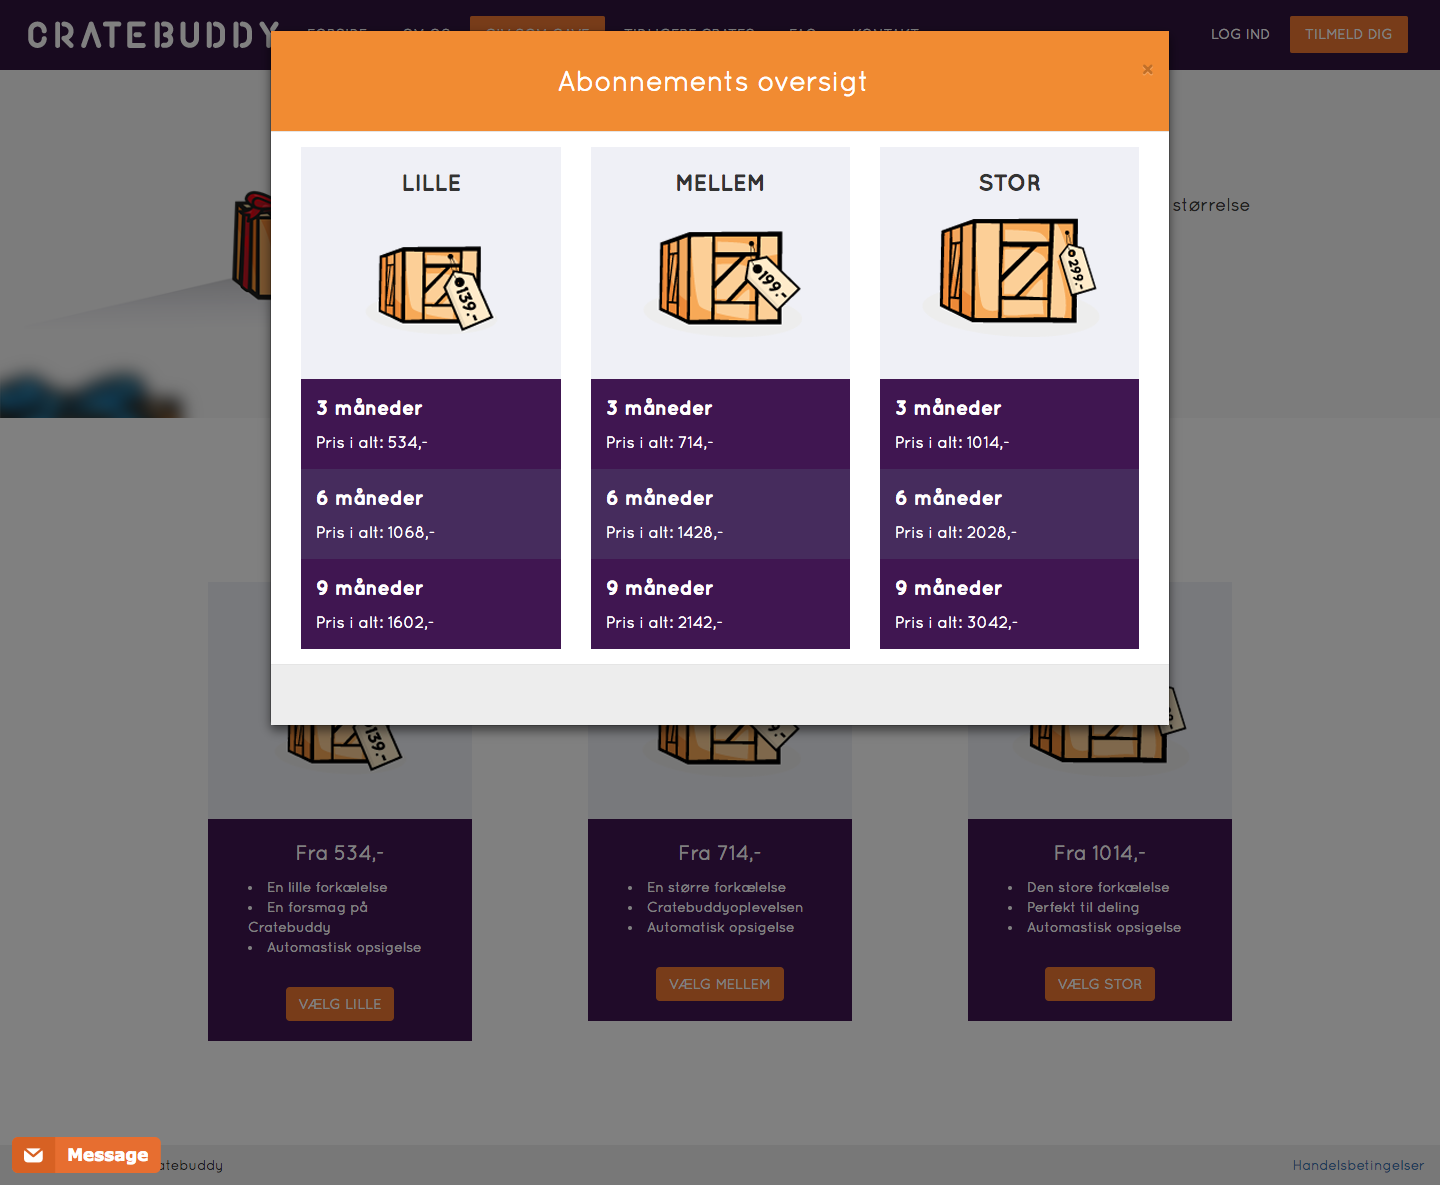 CRATEBUDDY
LOG IND
TILMELD DIG
Abonnements oversigt
×
størrelse
LILLE
139.-
3 måneder
Pris i alt: 534,-
6 måneder
Pris i alt: 1068,-
9 måneder
Pris i alt: 1602,-
MELLEM
199.-
3 måneder
Pris i alt: 714,-
6 måneder
Pris i alt: 1428,-
9 måneder
Pris i alt: 2142,-
STOR
299.-
3 måneder
Pris i alt: 1014,-
6 måneder
Pris i alt: 2028,-
9 måneder
Pris i alt: 3042,-
139.-
Fra 534,-
• En lille forkælelse
• En forsmag på
Cratebuddy
• Automastisk opsigelse
VÆLG LILLE
Fra 714,-
• En større forkælelse
• Cratebuddyoplevelsen
• Automatisk opsigelse
VÆLG MELLEM
Fra 1014,-
• Den store forkælelse
• Perfekt til deling
• Automastisk opsigelse
VÆLG STOR
Message
atebuddy
Handelsbetingelser